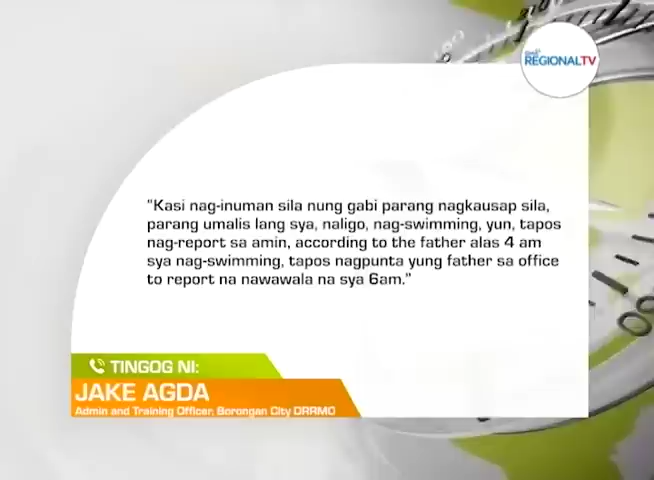 REGIONALTV
"Kasi nag-inuman sila nung gabi parang nagkausap sila,
parang umalis lang sya, naligo, nag-swimming, yun, tapos
nag-report sa amin, according to the father alas 4 am
sya nag-swimming, tapos nagpunta yung father sa office
to report na nawawala na sya 6am."
TINGOG NI:
JAKE AGDA
Admin and Training Officer, Borongan City DRRMO